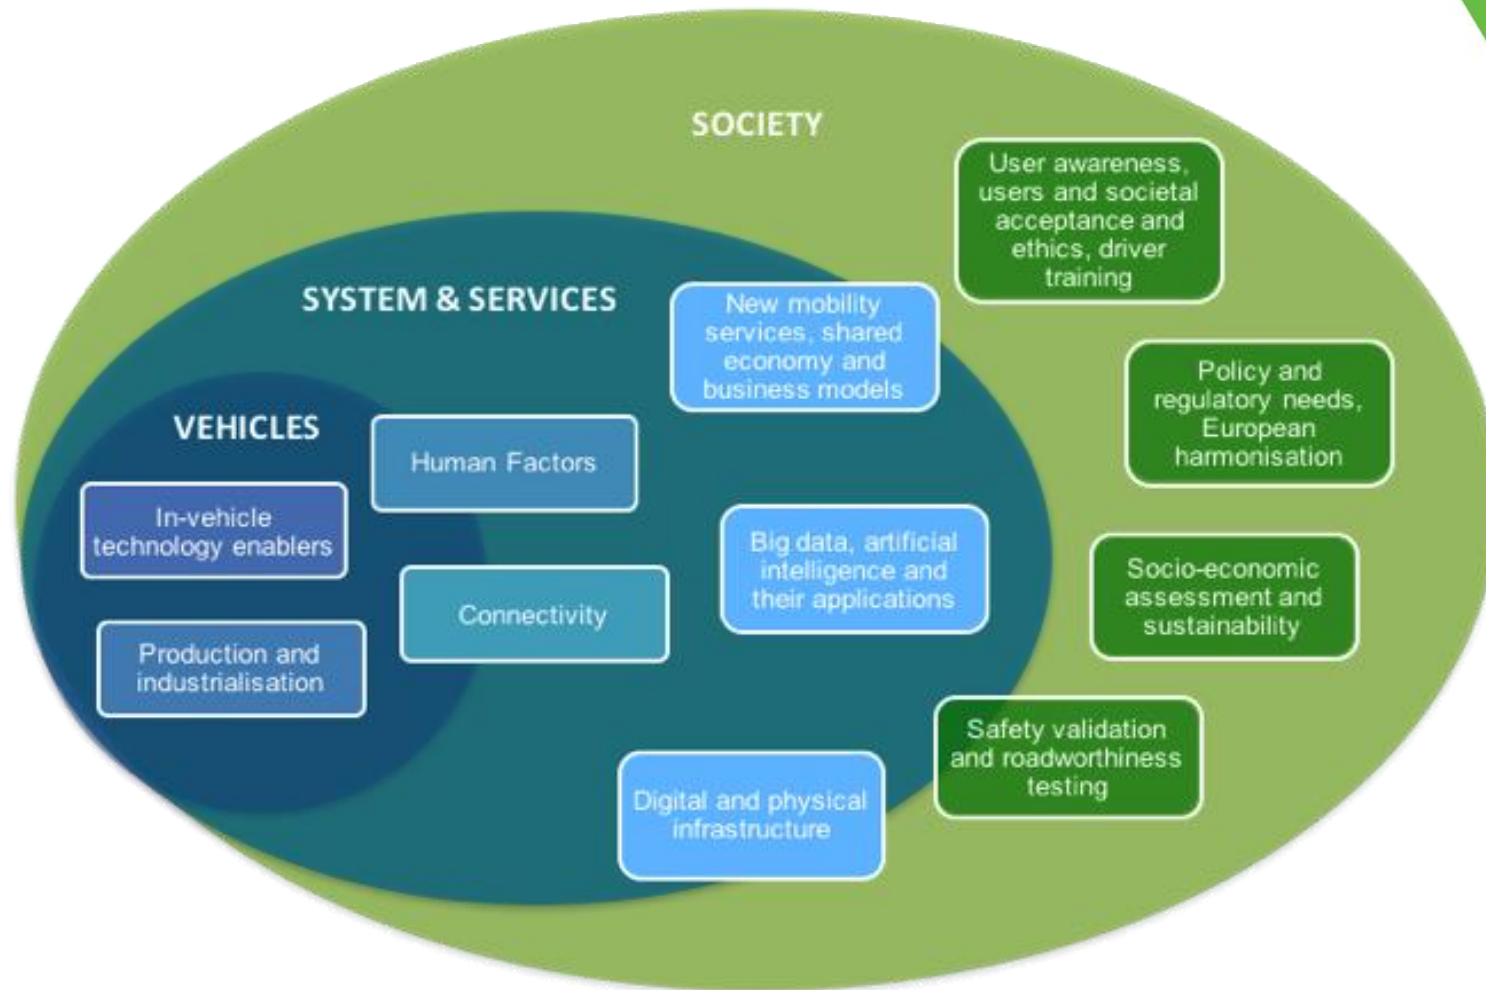 SOCIETY
User awareness,
users and societal
acceptance and
ethics, driver
training
SYSTEM & SERVICES
New mobility
services, shared
economy and
business models
Policy and
regulatory needs,
European
harmonisation
VEHICLES
Human Factors
In-vehicle
technology enablers
Big data, artificial
intelligence and
their applications
Socio-economic
assessment and
sustainability
Connectivity
Production and
industrialisation
Safety validation
and roadworthiness
testing
Digital and physical
infrastructure